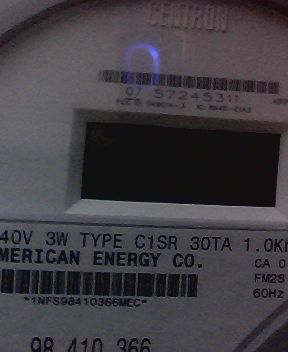 CENTRON
07 57245311
40V 3W TYPE C1SR 30TA 1.0K
MERICAN ENERGY CO.
CA 0
FM2S
60Hz
*1NFS98410366MEC*
98 410 366